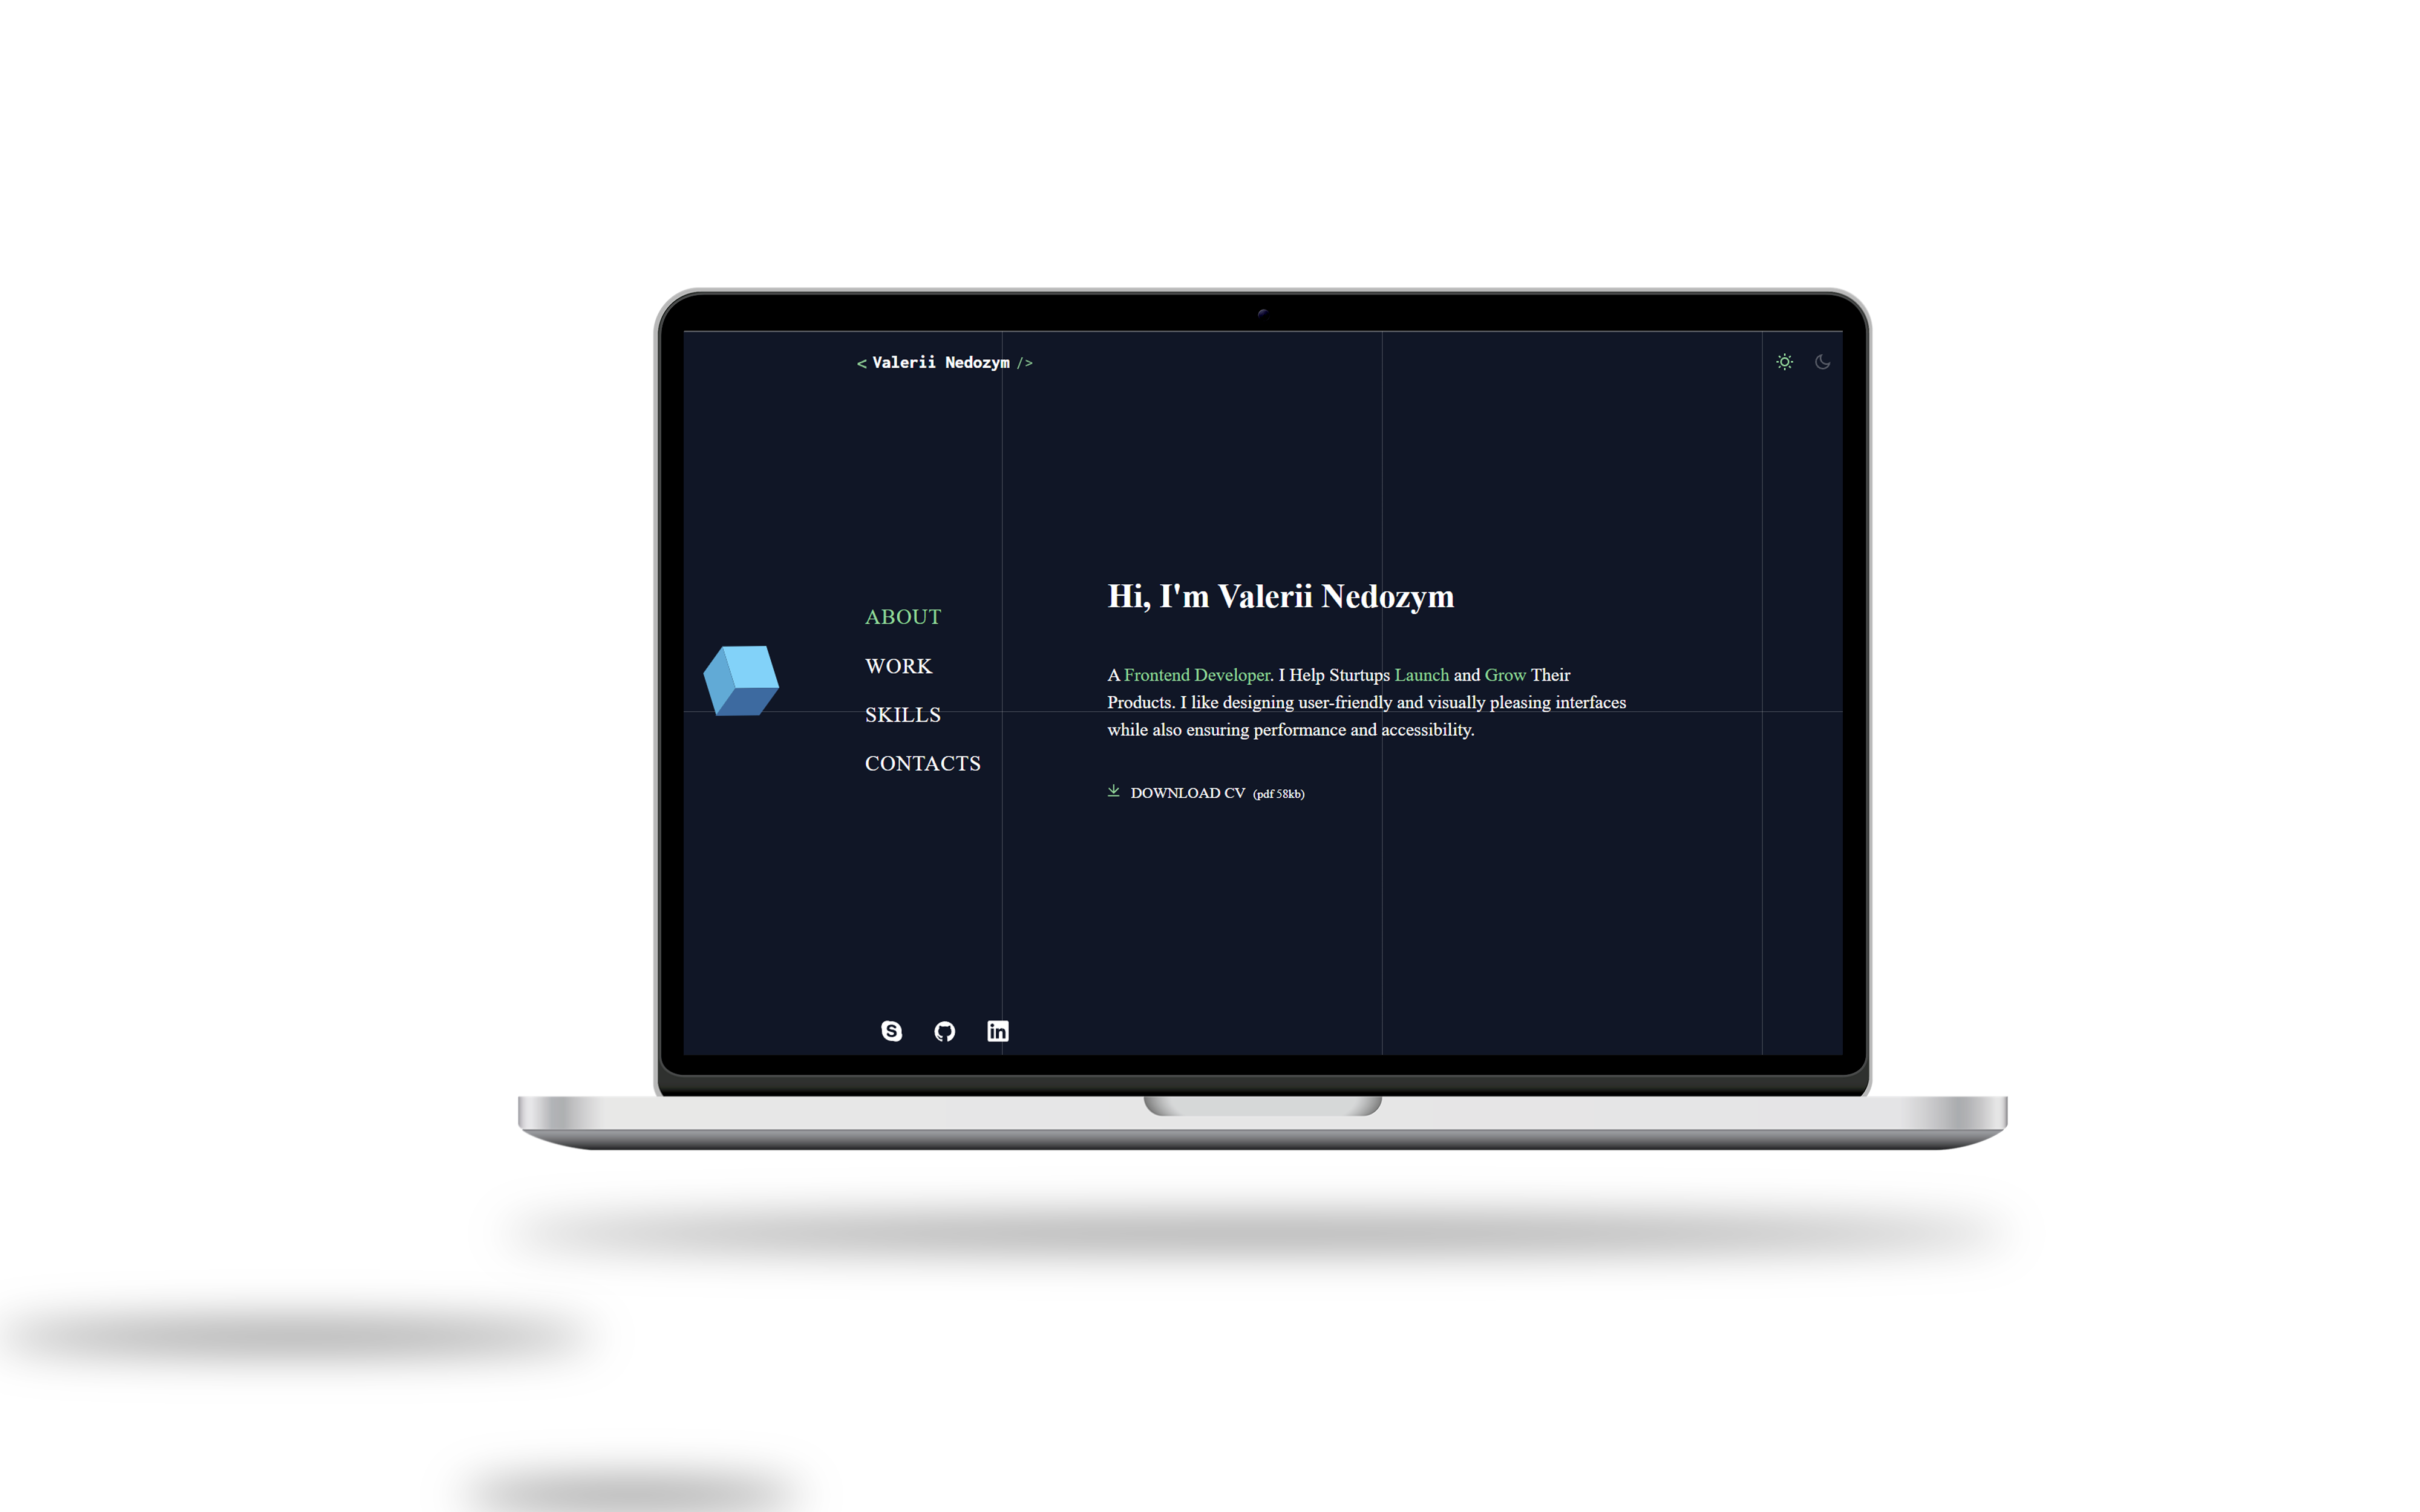 < Valerii Nedozym />
ABOUT
WORK
SKILLS
CONTACTS
Hi, I'm Valerii Nedozym
A Frontend Developer. I Help Sturtups Launch and Grow Their
Products. I like designing user-friendly and visually pleasing interfaces
while also ensuring performance and accessibility.
DOWNLOAD CV (pdf 58kb)
S
in